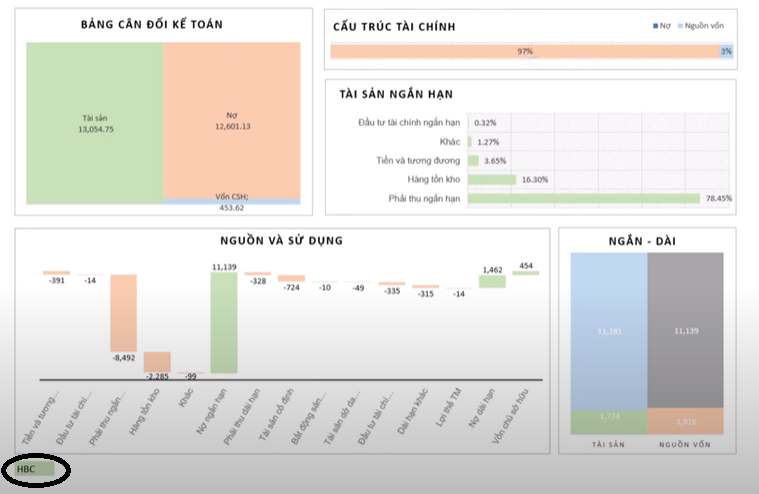 BẢNG CÂN ĐỐI KẾ TOÁN
Tài sản
13,054.75
Nợ
12,601.13
Vốn CSH;
453.62
CẤU TRÚC TÀI CHÍNH
Nợ
Nguồn vốn
97%
3%
TÀI SẢN NGẮN HẠN
Đầu tư tài chính ngắn hạn 0.32%
Khác 1.27%
Tiền và tương đương 3.65%
Hàng tồn kho 16.30%
Phải thu ngắn hạn 78.45%
NGUỒN VÀ SỬ DỤNG
-391
-14
-8,492
-2,285
-99
11,139
-328
-724
-10
-49
-335
-315
-14
1,462
454
Tiền và tương...
Đầu tư tài chí...
Phải thu ngắn...
Hàng tồn kho
Khác
Nợ ngắn hạn
Phải thu dài hạn
Tài sản cố định
Bất động sản...
Tài sản dở da...
Đầu tư tài chí...
Dài hạn khác
Lợi thế TM
Nợ dài hạn
Vốn chủ sở hữu
NGẮN - DÀI
11,281
11,139
1,774
1,916
TÀI SẢN
NGUỒN VỐN
HBC